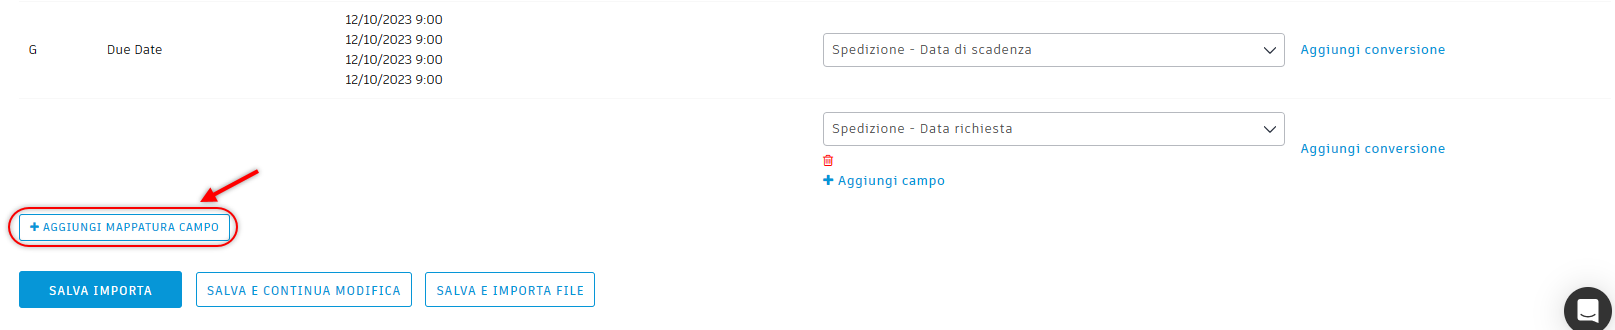 12/10/2023 9:00
12/10/2023 9:00
G Due Date Spedizione - Data di scadenza Aggiungi conversione
12/10/2023 9:00
12/10/2023 9:00
Spedizione - Data richiesta
Aggiungi conversione
+ Aggiungi campo
+ AGGIUNGI MAPPATURA CAMPO
SALVA IMPORTA SALVA E CONTINUA MODIFICA SALVA E IMPORTA FILE